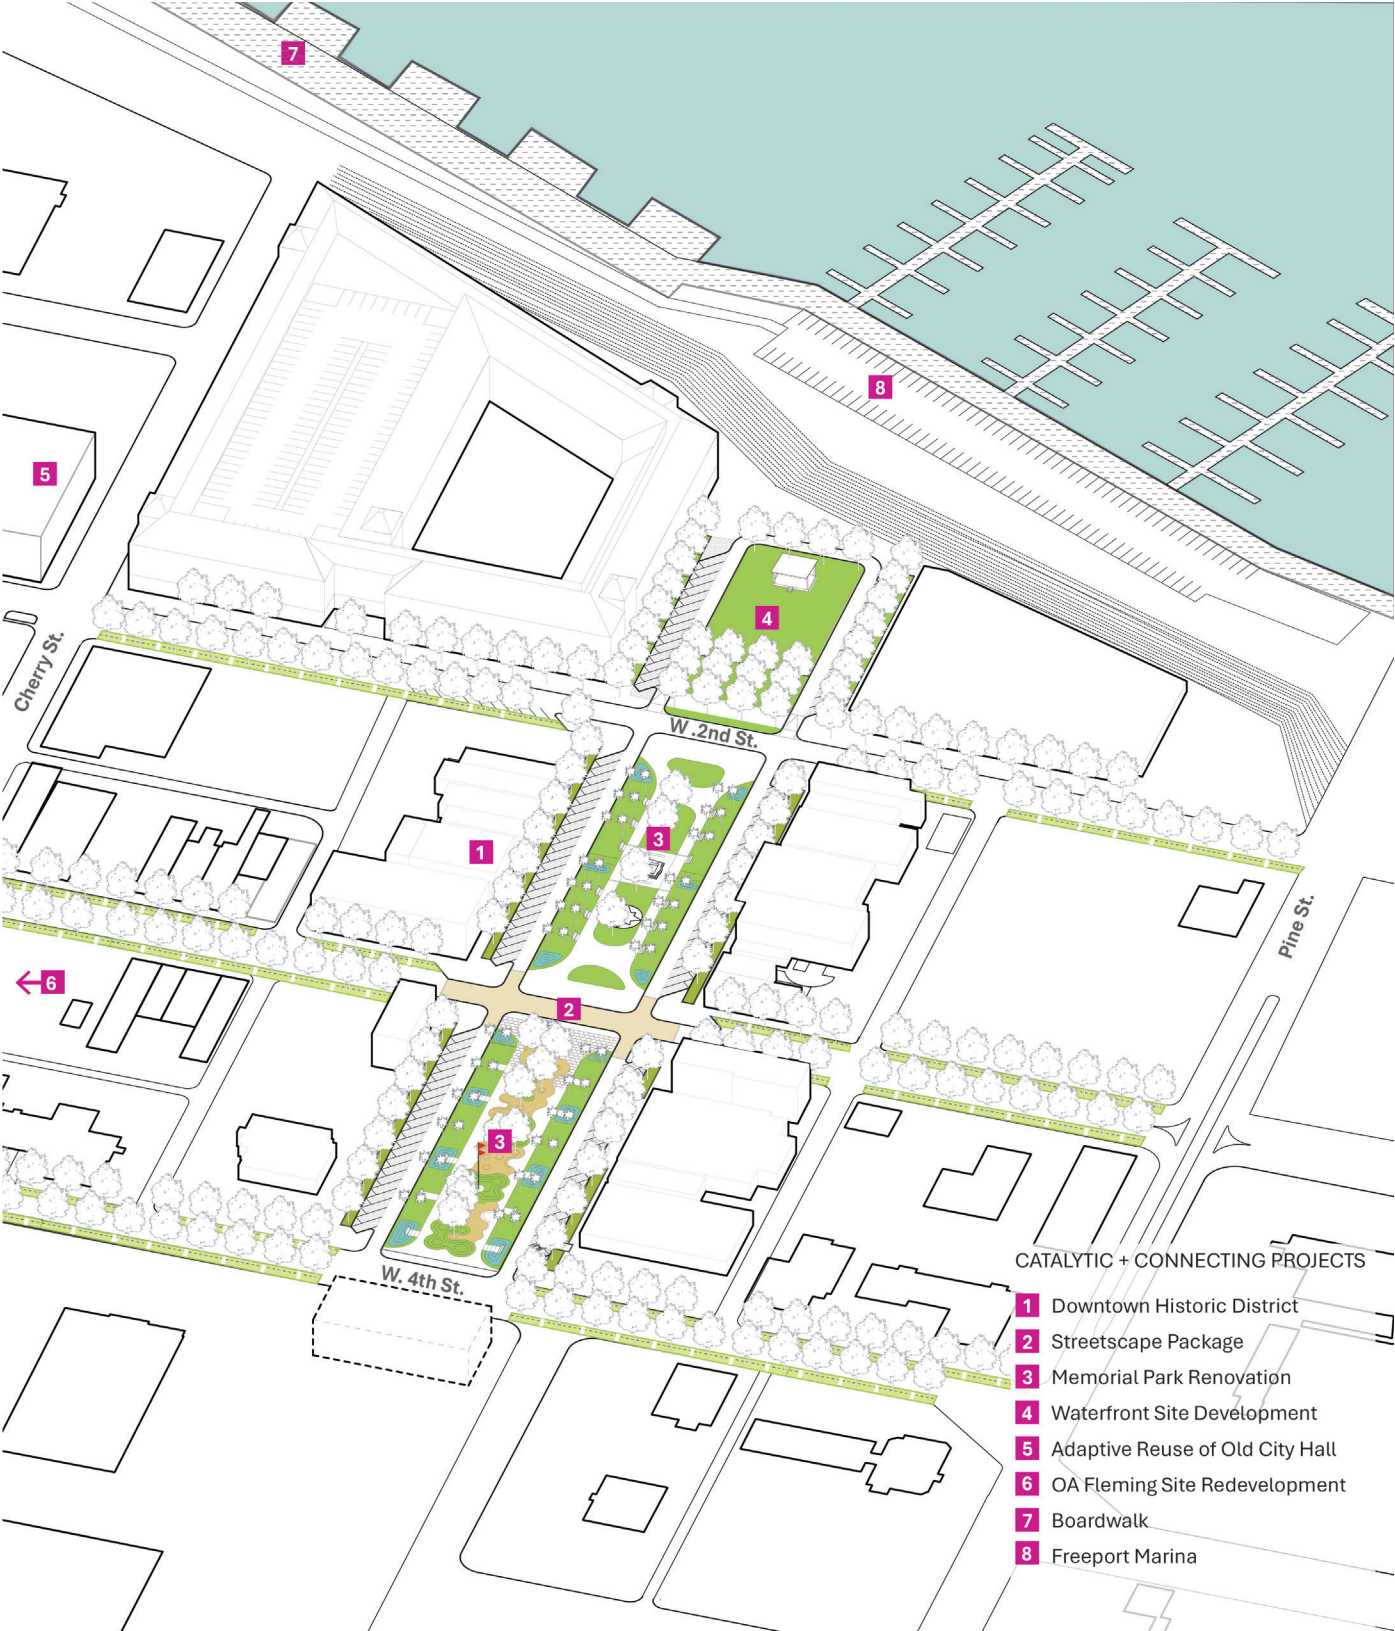 7
8
5
4
Cherry St.
W .2nd St.
3
1
Pine St.
6
2
3
W. 4th St.
CATALYTIC + CONNECTING PROJECTS
1 Downtown Historic District
2 Streetscape Package
3 Memorial Park Renovation
4 Waterfront Site Development
5 Adaptive Reuse of Old City Hall
6 OA Fleming Site Redevelopment
7 Boardwalk
8 Freeport Marina